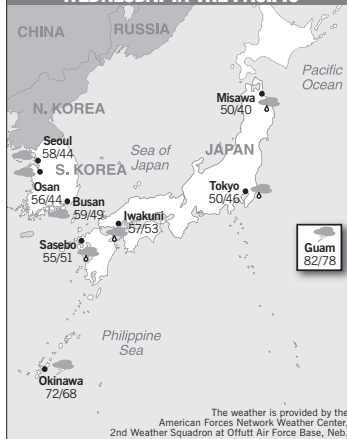 WEDNESDAY IN THE PACIFIC
CHINA
RUSSIA
Pacific
Ocean
Misawa
50/40
N. KOREA
Seoul
58/44
Sea of
Japan
JAPAN
S. KOREA
Osan
56/44
Busan
59/49
Tokyo
50/46
Iwakuni
57/53
Sasebo
55/51
Guam
82/78
Philippine
Sea
Okinawa
72/68
The weather is provided by the
American Forces Network Weather Center,
2nd Weather Squadron at Offutt Air Force Base, Neb.